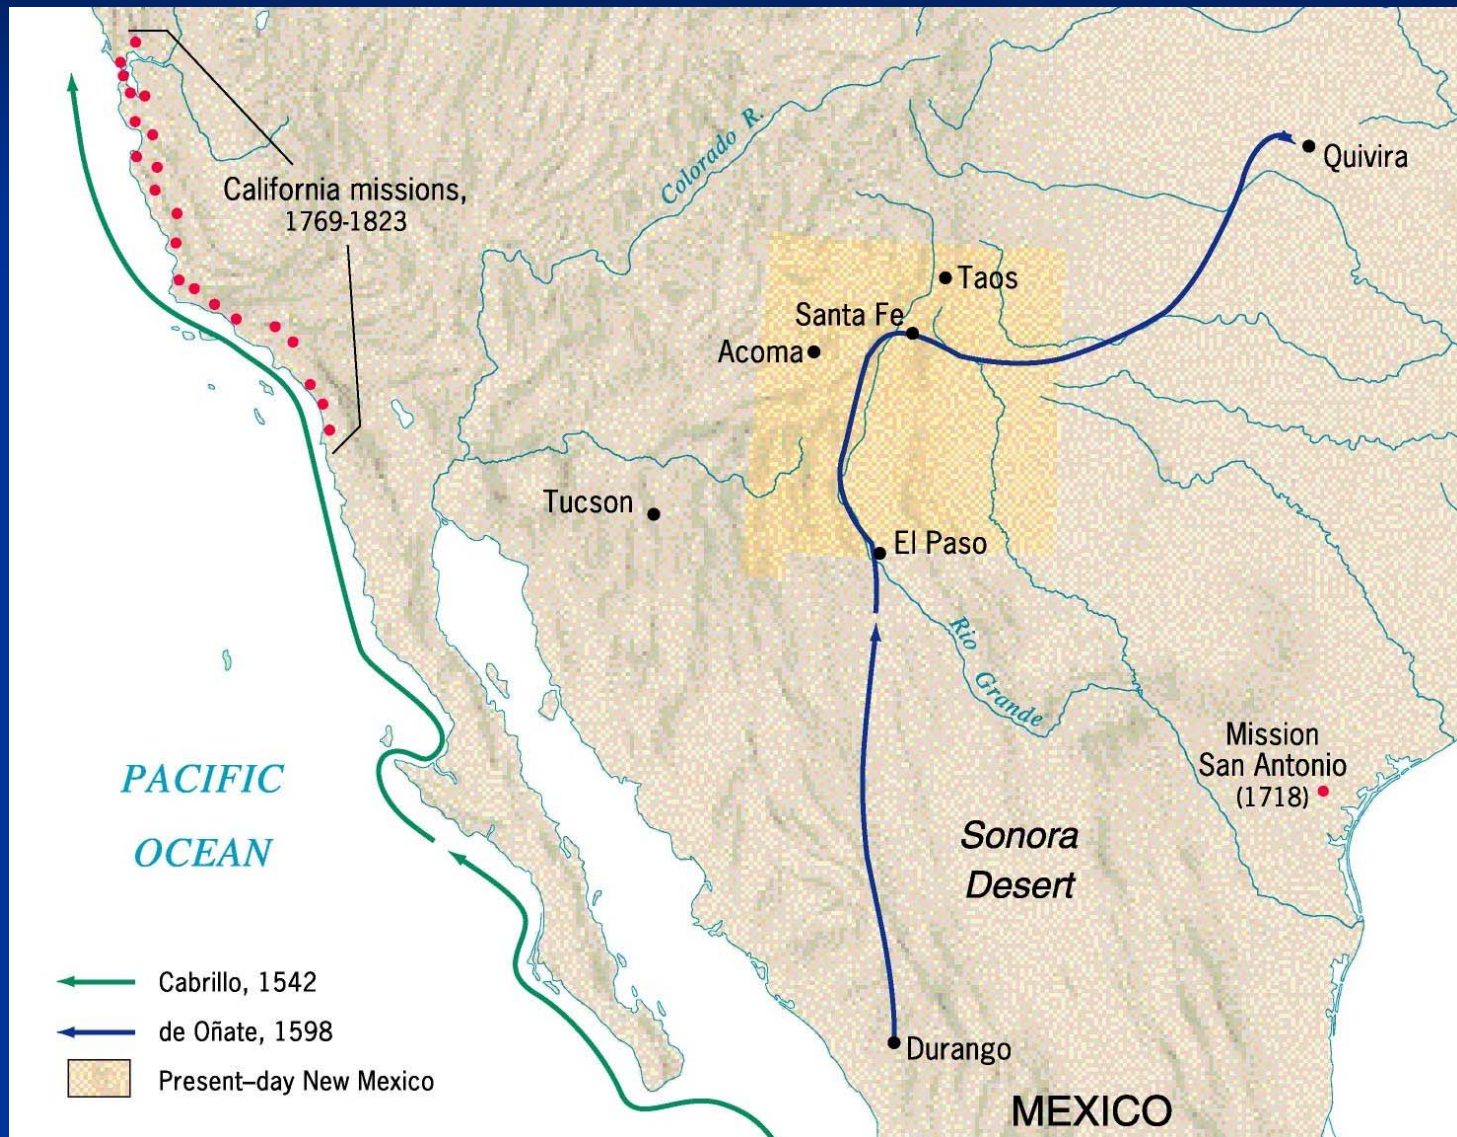 Colorado R.
Quivira
California missions,
1769-1823
Taos
Santa Fe
Acoma
Tucson
El Paso
Rio
Grande
Mission
San Antonio
(1718)
PACIFIC
OCEAN
Sonora
Desert
Cabrillo, 1542
de Oñate, 1598
Present–day New Mexico
Durango
MEXICO